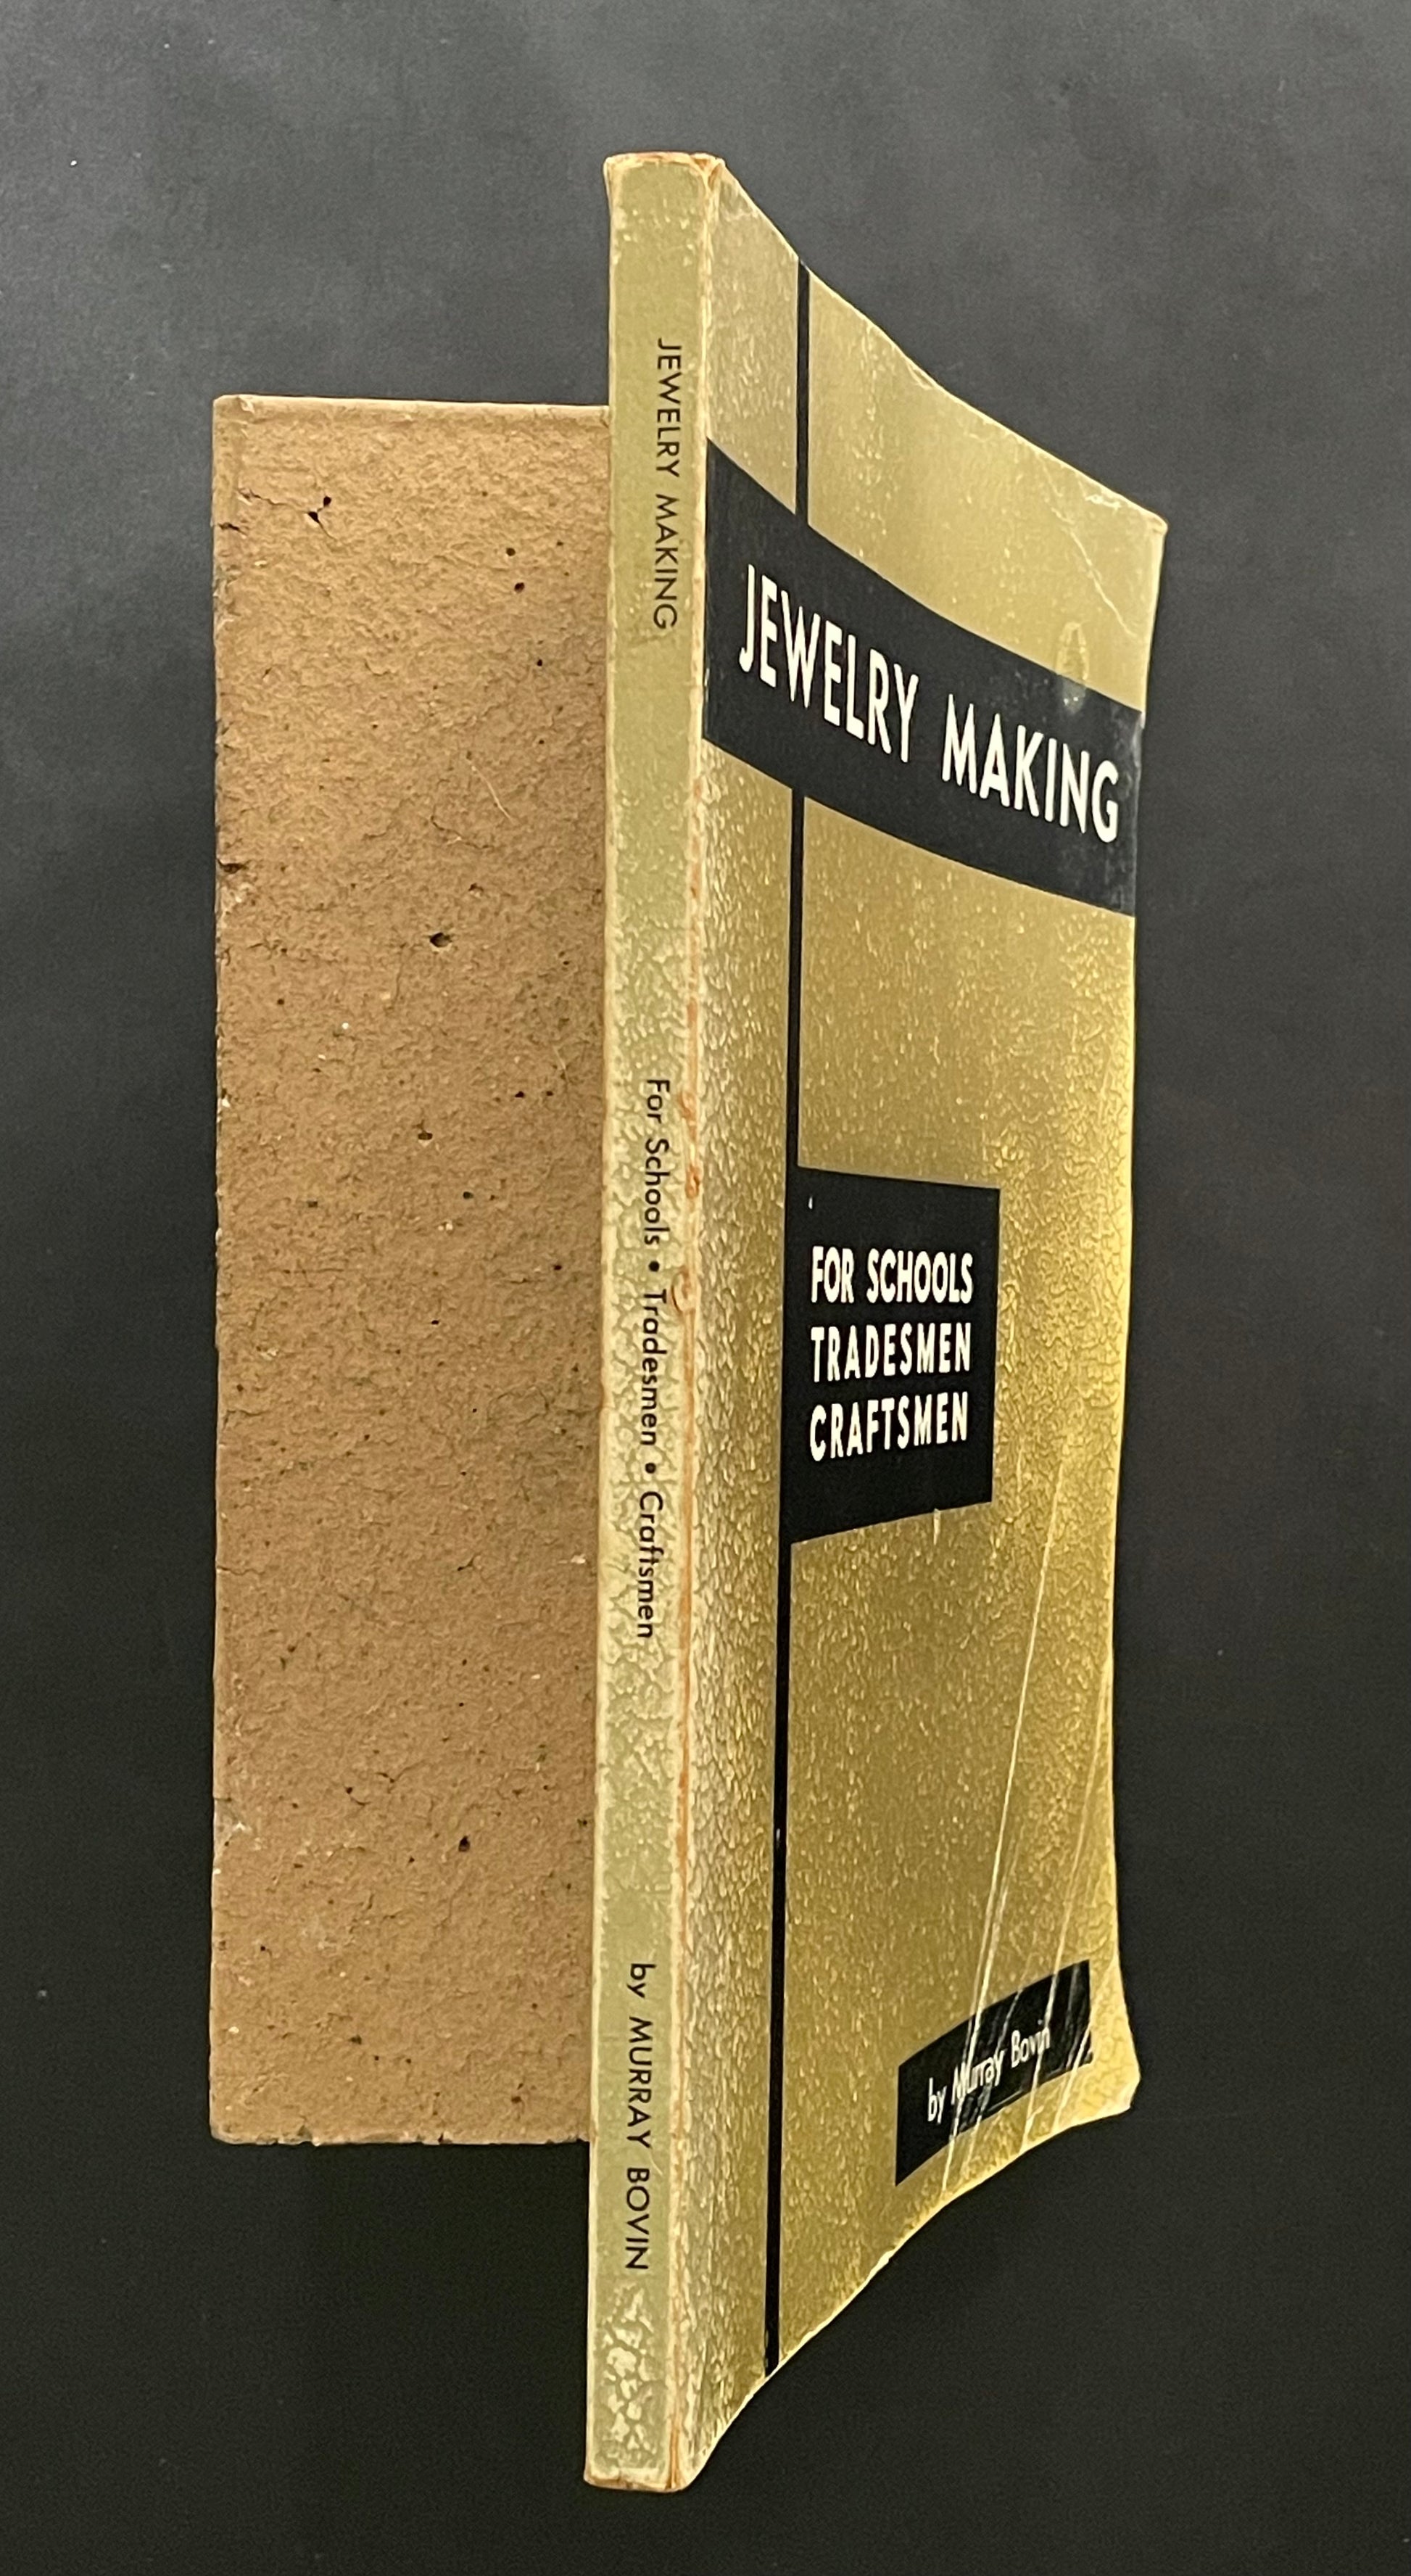 JEWELRY MAKING
For Schools • Tradesmen • Craftsmen
by MURRAY BOVIN
JEWELRY MAKING
FOR SCHOOLS
TRADESMEN
CRAFTSMEN
by Murray Bovin